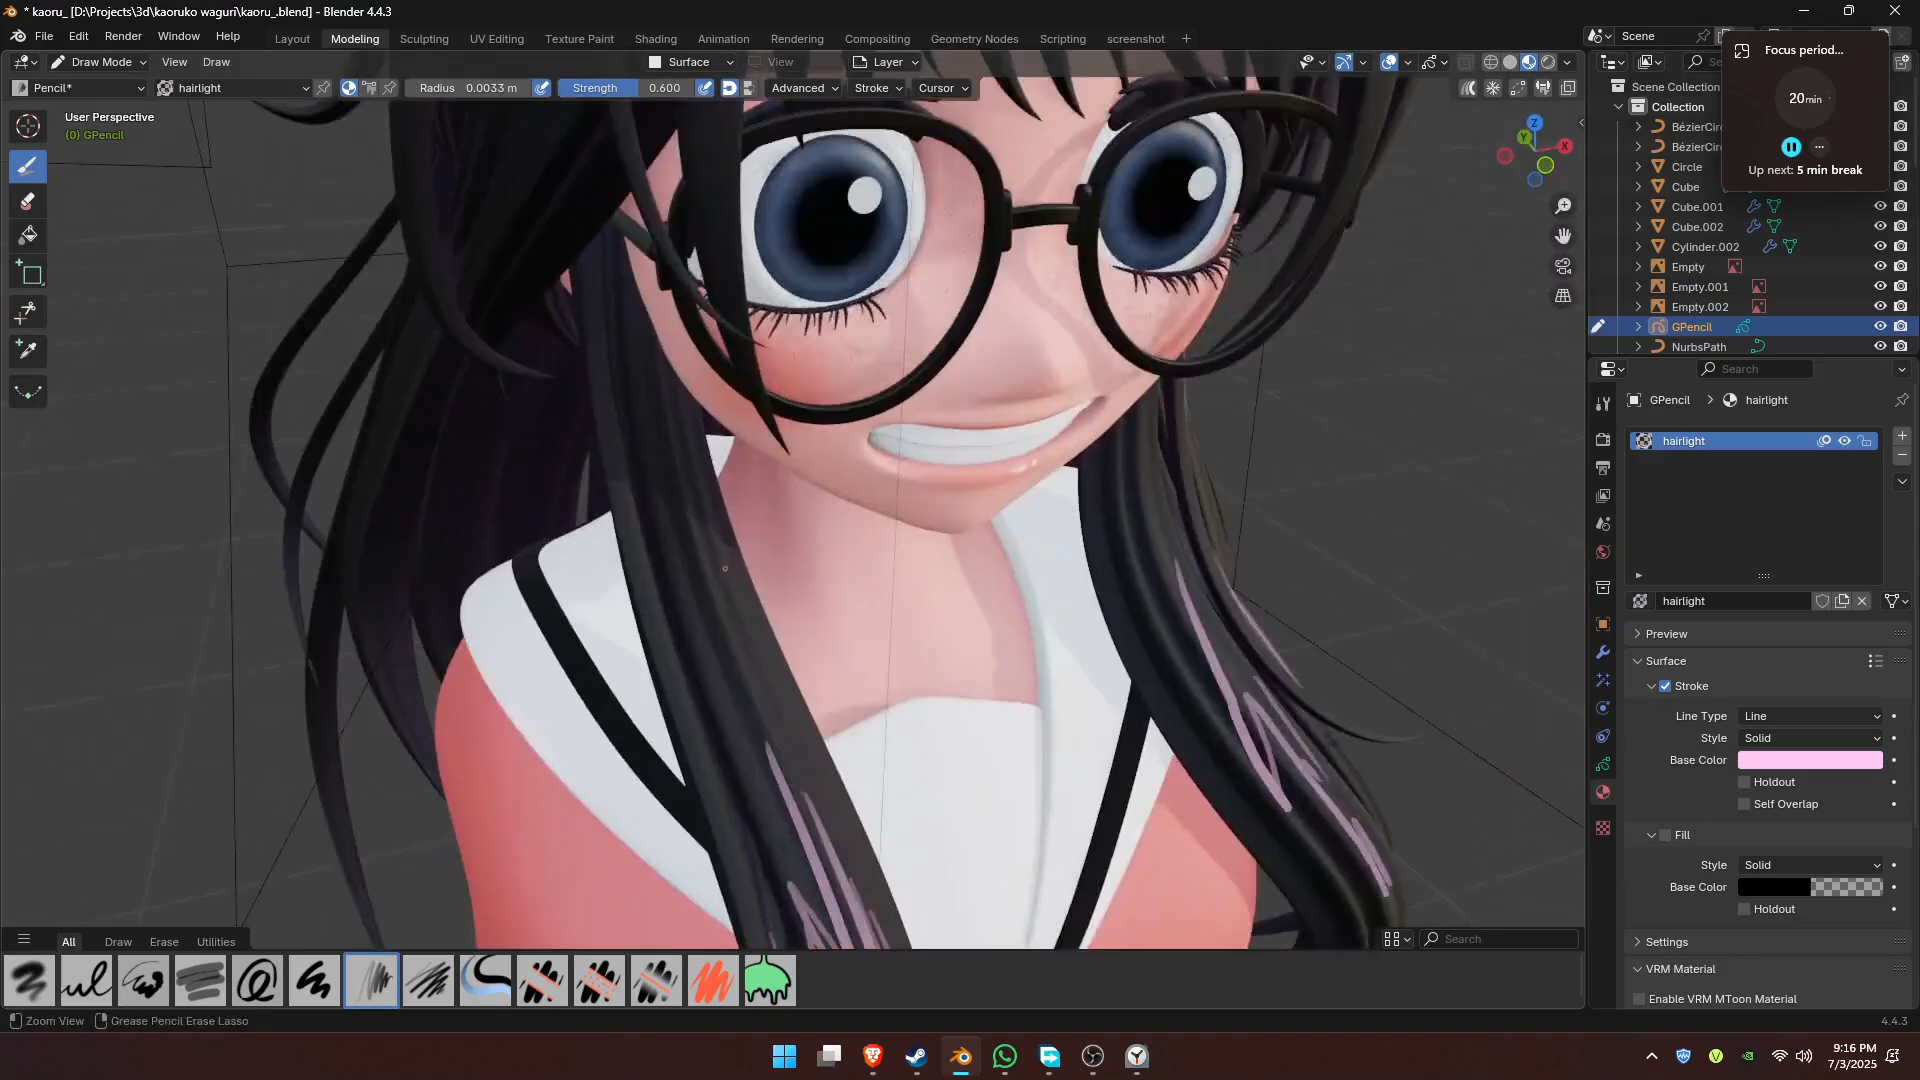 * kaoru_ [D:\Projects\3d\kaoruko waguri\kaoru_.blend] - Blender 4.4.3
File Edit Render Window Help
Layout Modeling Sculpting UV Editing Texture Paint Shading Animation Rendering Compositing Geometry Nodes Scripting screenshot
Scene
Focus period...
20min
Up next: 5 min break
Draw Mode View Draw
Surface View Layer
Pencil* hairlight
Radius 0.0033 m
Strength 0.600
Advanced Stroke Cursor
User Perspective
(0) GPencil
Z
Y
X
Scene Collection
Collection
BézierCirc
BézierCirc
Circle
Cube
Cube.001
Cube.002
Cylinder.002
Empty
Empty.001
Empty.002
GPencil
NurbsPath
Search
GPencil > hairlight
hairlight
hairlight
Preview
Surface
Stroke
Line Type Line
Style Solid
Base Color
Holdout
Self Overlap
Fill
Style Solid
Base Color
Holdout
Settings
VRM Material
Enable VRM MToon Material
All Draw Erase Utilities
Search
Zoom View Grease Pencil Erase Lasso
4.4.3
9:16 PM
7/3/2025